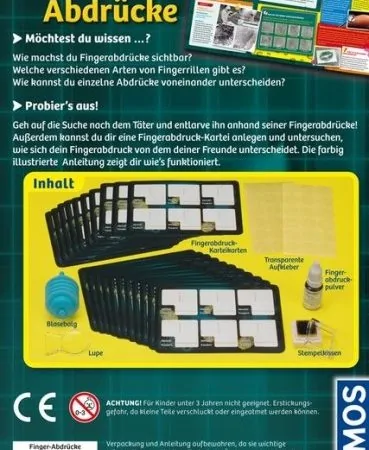 Abdrücke
Möchtest du wissen ...?
Wie machst du Fingerabdrücke sichtbar?
Welche verschiedenen Arten von Fingerrillen gibt es?
Wie kannst du einzelne Abdrücke voneinander unterscheiden?
Probier's aus!
Geh auf die Suche nach dem Täter und entlarve ihn anhand seiner Fingerabdrücke!
Außerdem kannst du dir eine Fingerabdruck-Kartei anlegen und untersuchen,
wie sich dein Fingerabdruck von dem deiner Freunde unterscheidet. Die farbig
illustrierte Anleitung zeigt dir wie's funktioniert.
Inhalt
Fingerabdruck-
Karteikarten
Transparente
Aufkleber
Finger-
abdruck-
pulver
Blasebalg
Lupe
Stempelkissen
CE
0-3
ACHTUNG! Für Kinder unter 3 Jahren nicht geeignet. Erstickungs-
gefahr, da kleine Teile verschluckt oder eingeatmet werden können.
Finger-Abdrücke
Verpackung und Anleitung aufbewahren, da sie wichtige
MOS